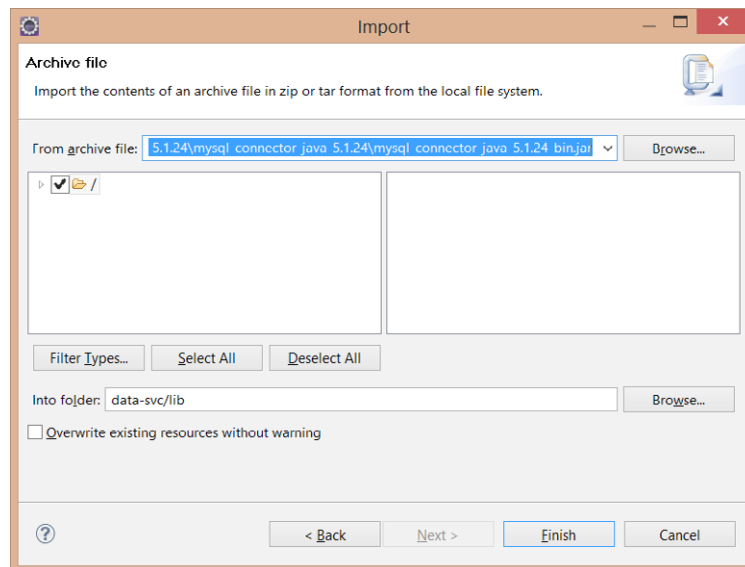 Import
Archive file
Import the contents of an archive file in zip or tar format from the local file system.
From archive file: 5.1.24\mysql connector java 5.1.24\mysql connector java 5.1.24 bin.jar Browse...
/
Filter Types... Select All Deselect All
Into folder: data-svc/lib Browse...
Overwrite existing resources without warning
? < Back Next > Finish Cancel